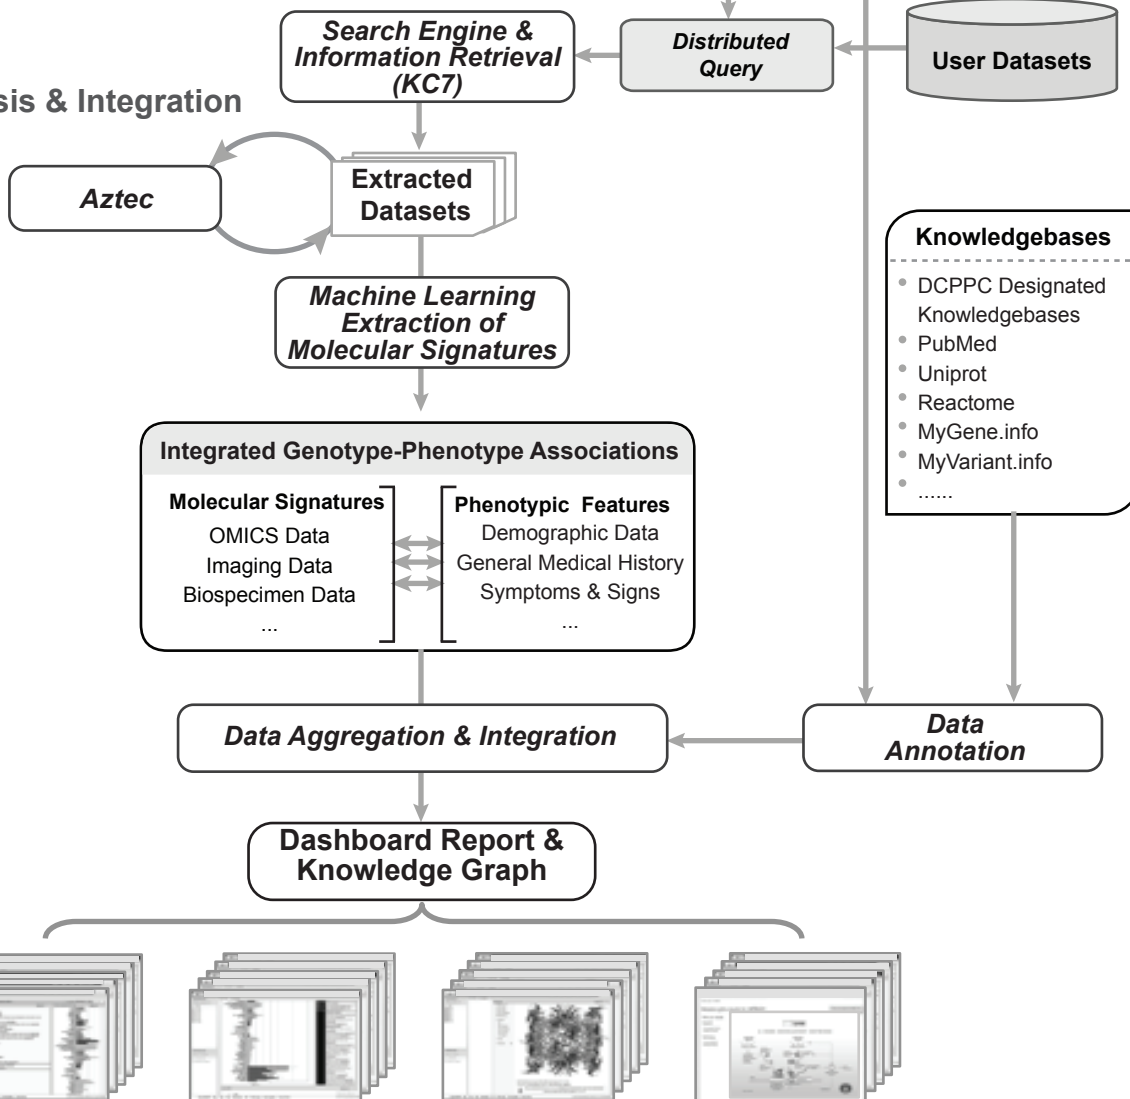 Search Engine &
Information Retrieval
(KC7)
Distributed
Query
User Datasets
sis & Integration
Aztec
Extracted
Datasets
Knowledgebases
DCPPC Designated
Knowledgebases
PubMed
Uniprot
Reactome
MyGene.info
MyVariant.info
......
Machine Learning
Extraction of
Molecular Signatures
Integrated Genotype-Phenotype Associations
Molecular Signatures
OMICS Data
Imaging Data
Biospecimen Data
...
Phenotypic Features
Demographic Data
General Medical History
Symptoms & Signs
...
Data Aggregation & Integration
Data
Annotation
Dashboard Report &
Knowledge Graph